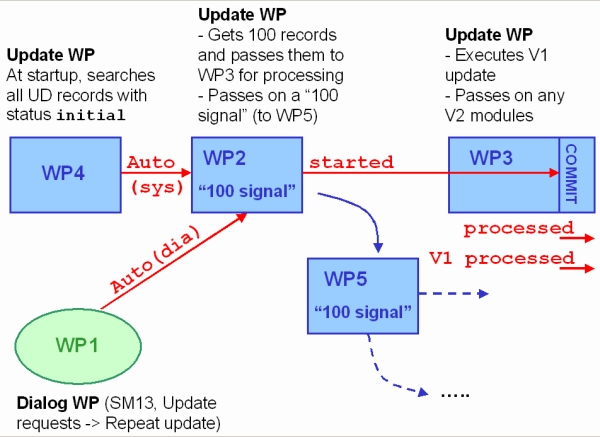 Update WP
At startup, searches
all UD records with
status initial
Update WP
- Gets 100 records
and passes them to
WP3 for processing
- Passes on a “100
signal” (to WP5)
Update WP
- Executes V1
update
- Passes on any
V2 modules
WP4
Auto
(sys)
WP2
“100 signal”
started
WP3
COMMIT
processed
V1 processed
Auto(dia)
WP5
“100 signal”
WP1
.....
Dialog WP (SM13, Update
requests -> Repeat update)